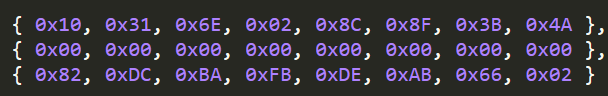 { 0x10, 0x31, 0x6E, 0x02, 0x8C, 0x8F, 0x3B, 0x4A },
{ 0x00, 0x00, 0x00, 0x00, 0x00, 0x00, 0x00, 0x00 },
{ 0x82, 0xDC, 0xBA, 0xFB, 0xDE, 0xAB, 0x66, 0x02 }